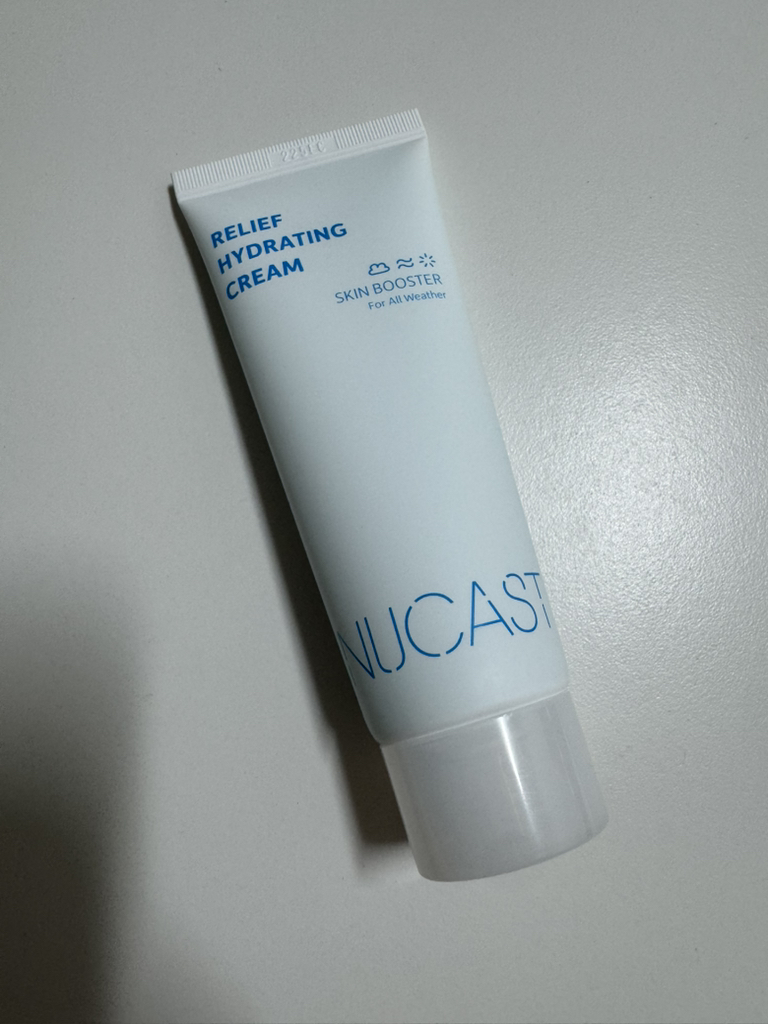 RELIEF
HYDRATING
CREAM
SKIN BOOSTER
For All Weather
NUCAST